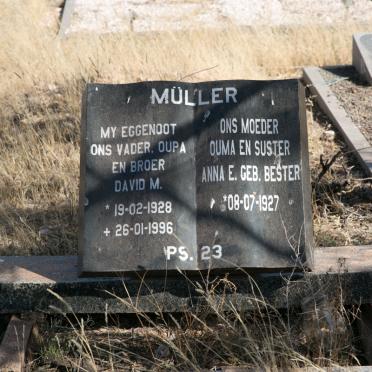 MÜLLER
MY EGGENOOT
ONS VADER, OUPA
EN BROER
DAVID M.
* 19-02-1928
+ 26-01-1996
ONS MOEDER
OUMA EN SUSTER
ANNA E. GEB. BESTER
*08-07-1927
PS. 23